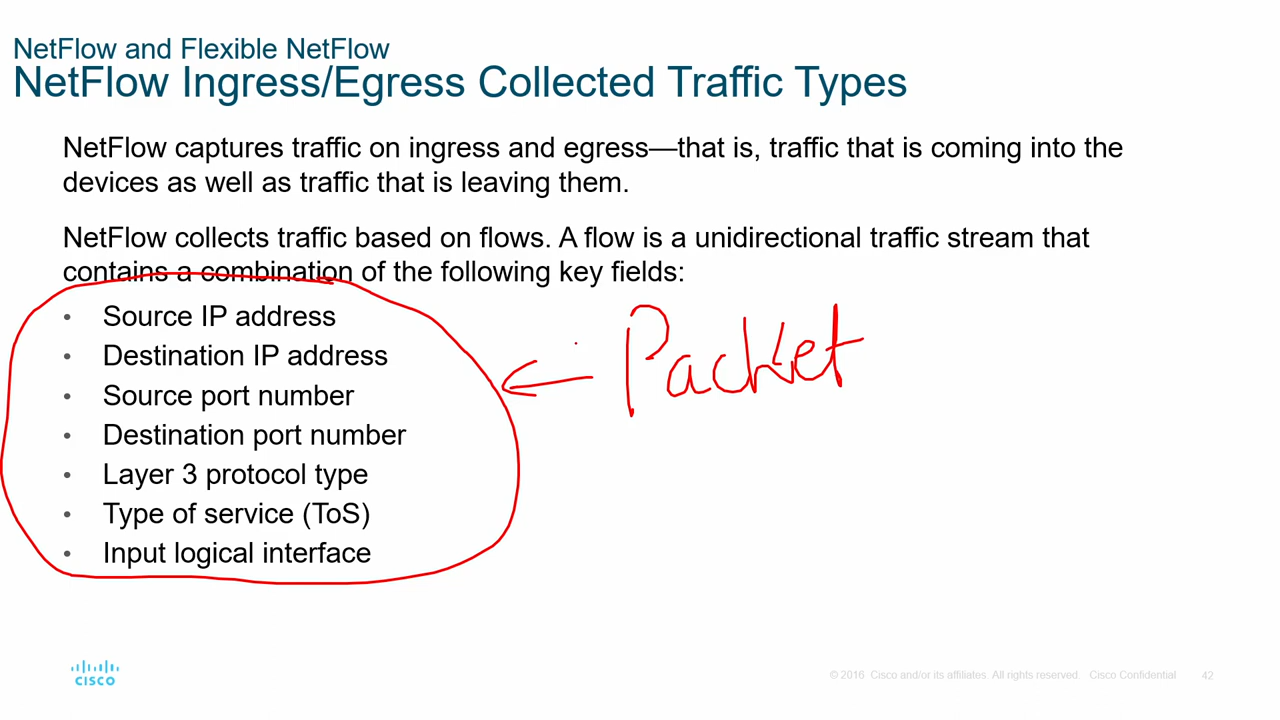 NetFlow and Flexible NetFlow
NetFlow Ingress/Egress Collected Traffic Types
NetFlow captures traffic on ingress and egress—that is, traffic that is coming into the
devices as well as traffic that is leaving them.
NetFlow collects traffic based on flows. A flow is a unidirectional traffic stream that
contains a combination of the following key fields:
• Source IP address
• Destination IP address
• Source port number
• Destination port number
• Layer 3 protocol type
• Type of service (ToS)
• Input logical interface
Packet
CISCO
© 2016 Cisco and/or its affiliates. All rights reserved. Cisco Confidential 42